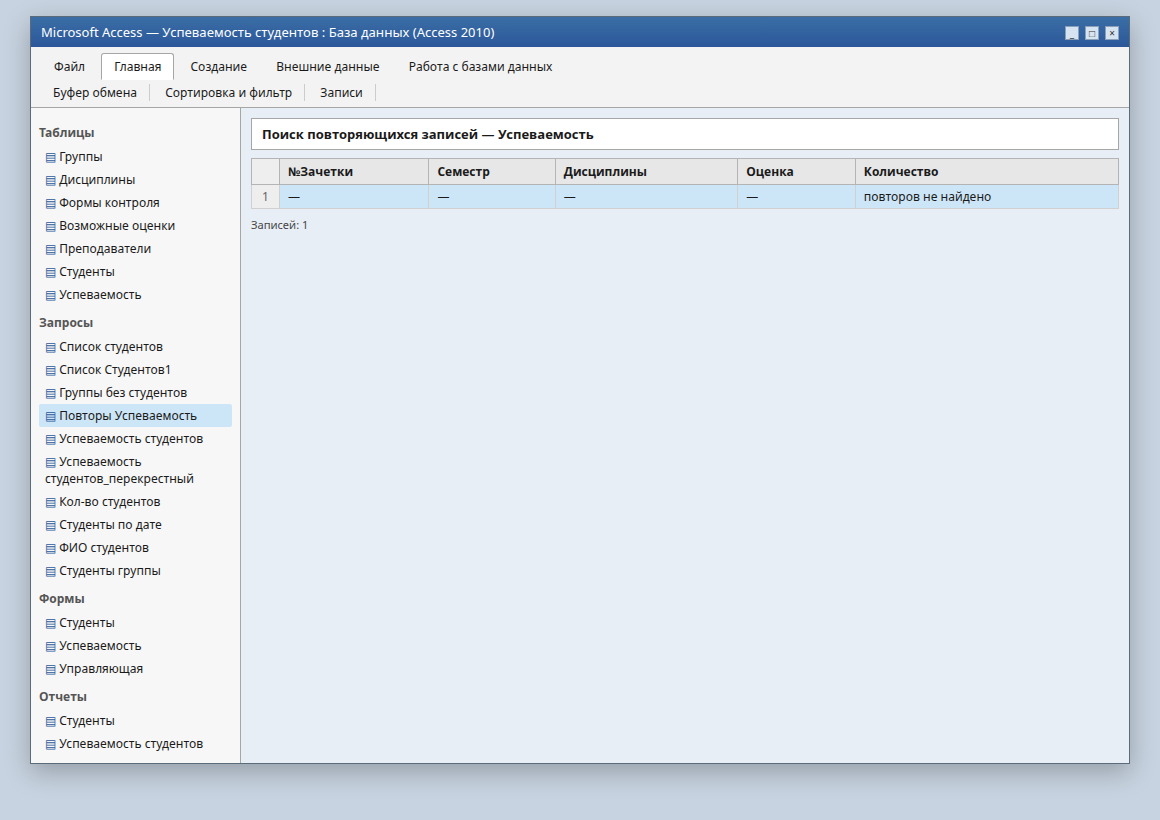 Microsoft Access — Успеваемость студентов : База данных (Access 2010)
Файл Главная Создание Внешние данные Работа с базами данных
Буфер обмена Сортировка и фильтр Записи
Таблицы
Группы
Дисциплины
Формы контроля
Возможные оценки
Преподаватели
Студенты
Успеваемость
Запросы
Список студентов
Список Студентов1
Группы без студентов
Повторы Успеваемость
Успеваемость студентов
Успеваемость
студентов_перекрестный
Кол-во студентов
Студенты по дате
ФИО студентов
Студенты группы
Формы
Студенты
Успеваемость
Управляющая
Отчеты
Студенты
Успеваемость студентов
Поиск повторяющихся записей — Успеваемость
№Зачетки Семестр Дисциплины Оценка Количество
1 — — — — повторов не найдено
Записей: 1